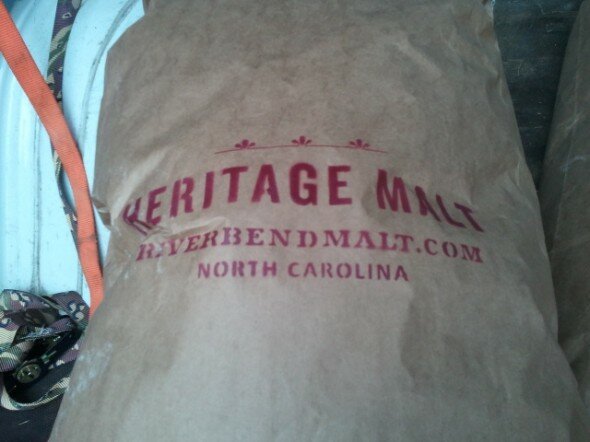 HERITAGE MALT
RIVERBENDMALT.COM
NORTH CAROLINA